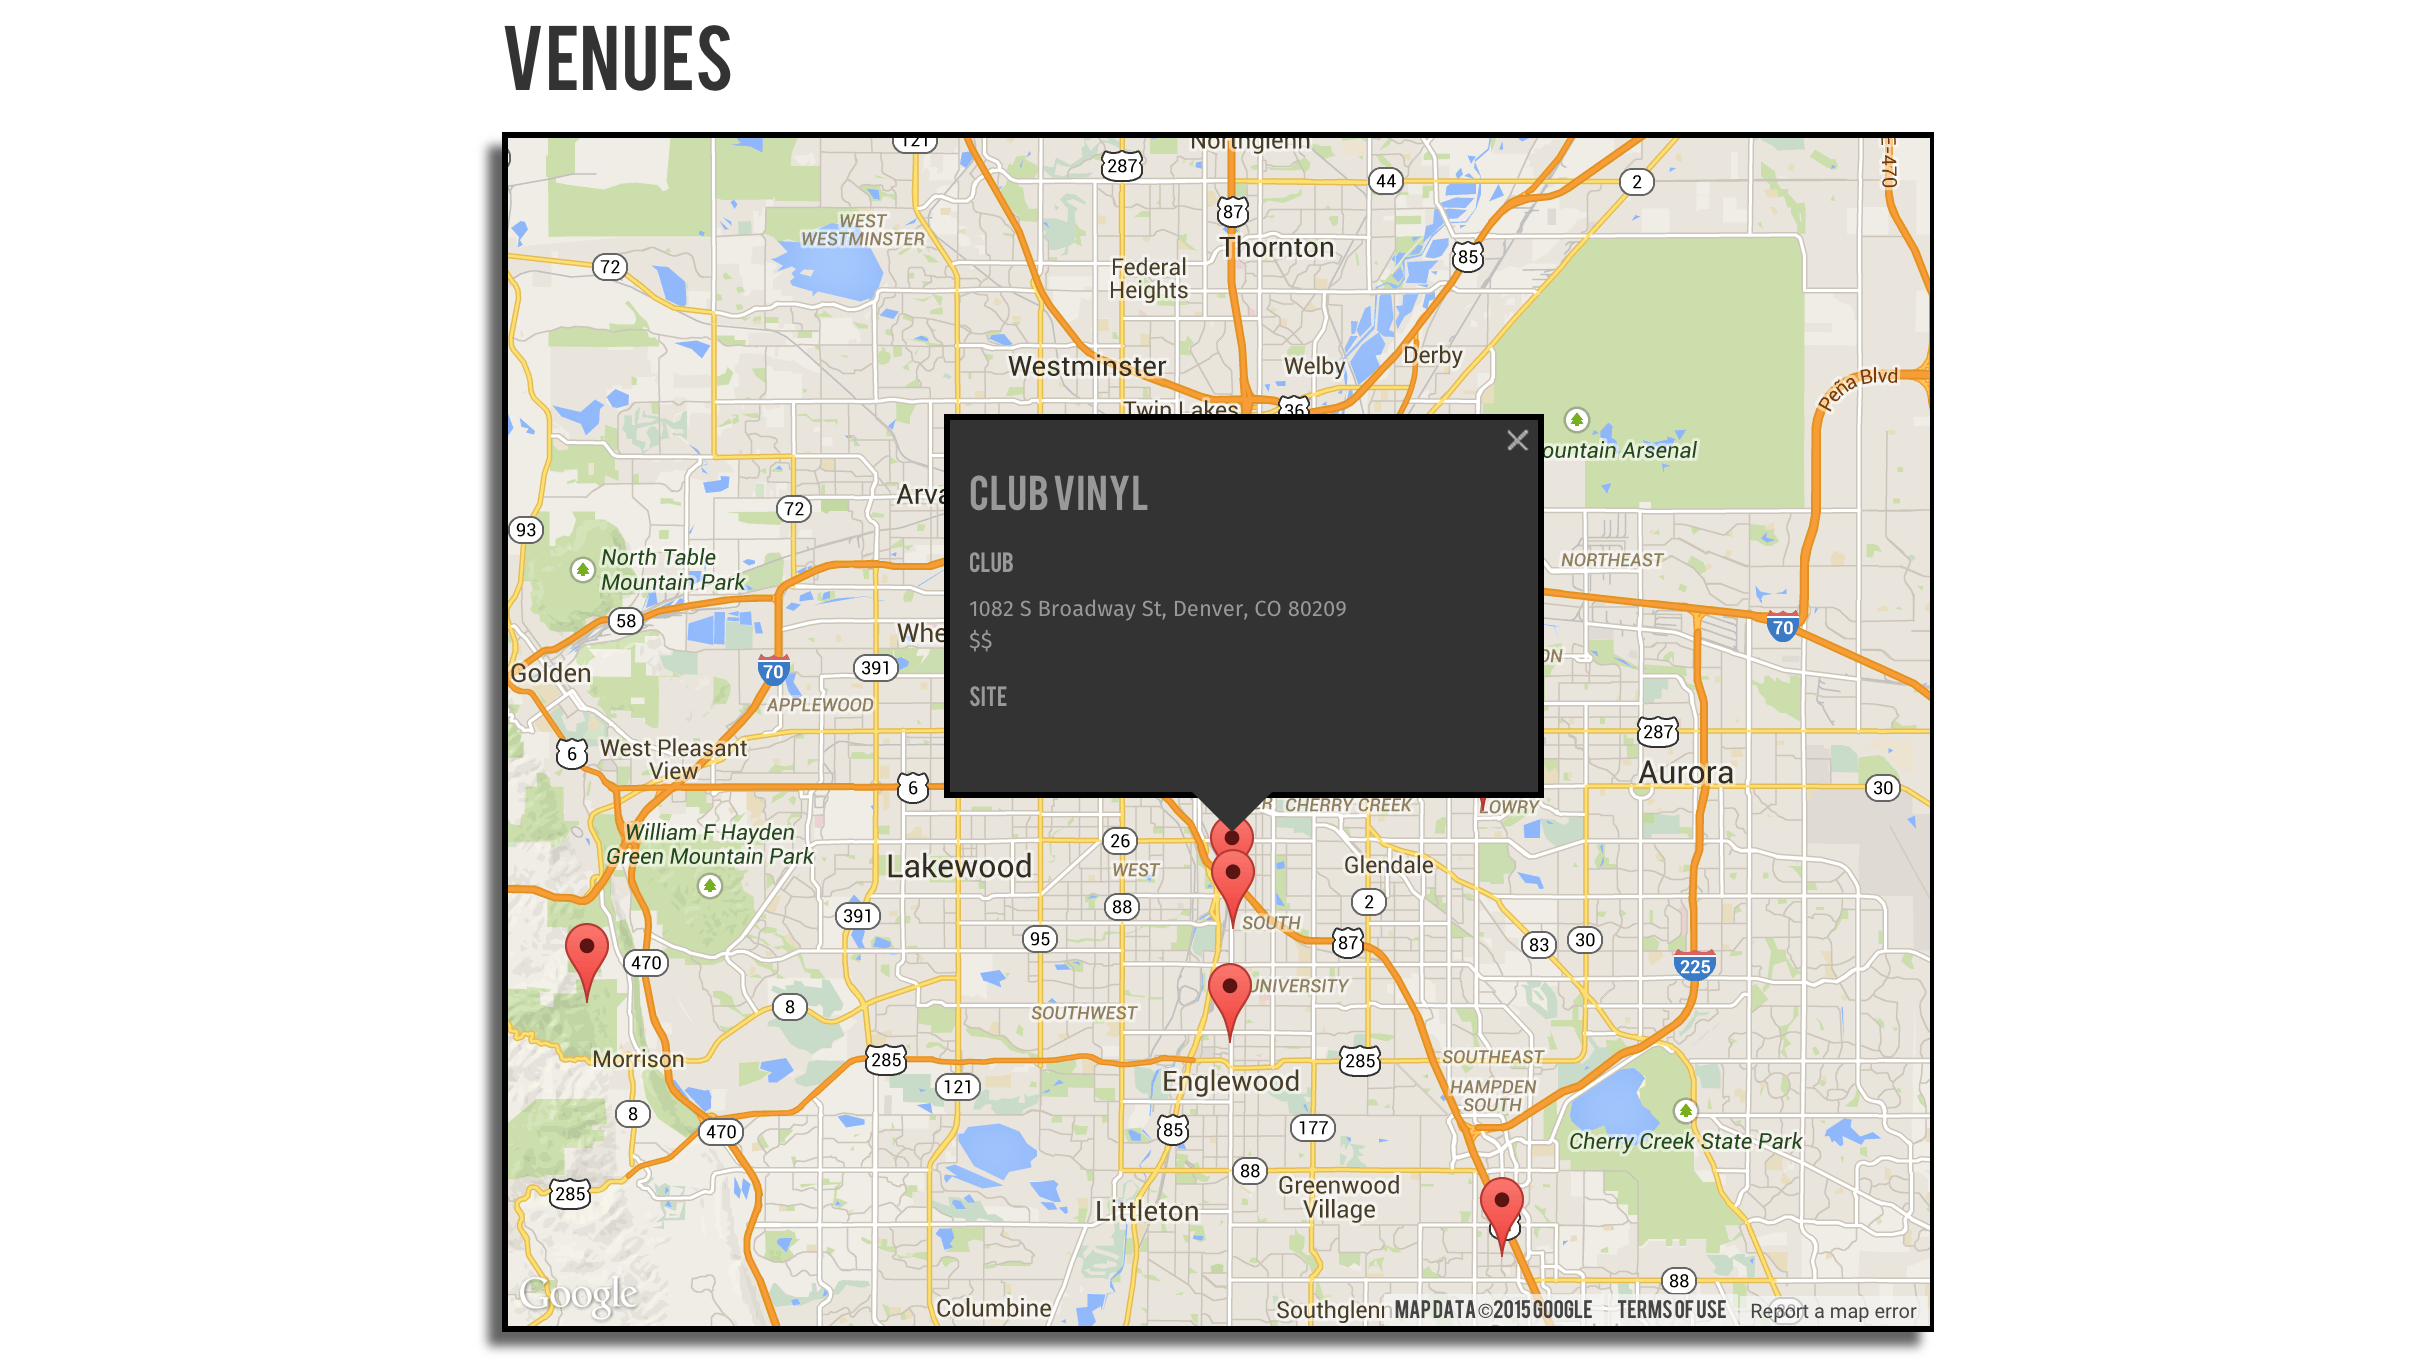 VENUES
121
Northglenn
287
44
2
E-470
87
WEST
WESTMINSTER
Thornton
85
72
Federal
Heights
Westminster
Welby
Derby
Peña Blvd
Twin Lakes
36
ountain Arsenal
CLUB VINYL
CLUB
1082 S Broadway St, Denver, CO 80209
$$
SITE
Arva
72
93
North Table
Mountain Park
NORTHEAST
58
70
Whe
ON
Golden
70
391
APPLEWOOD
287
6
West Pleasant
View
Aurora
6
30
ER
CHERRY CREEK
LOWRY
William F Hayden
Green Mountain Park
26
Lakewood
WEST
Glendale
391
88
2
SOUTH
95
87
83
30
470
225
8
UNIVERSITY
SOUTHWEST
Morrison
285
285
SOUTHEAST
121
Englewood
HAMPDEN
SOUTH
8
470
85
177
Cherry Creek State Park
88
285
Greenwood
Village
Littleton
88
Google
Columbine
Southglenn
MAP DATA ©2015 GOOGLE
TERMS OF USE
Report a map error